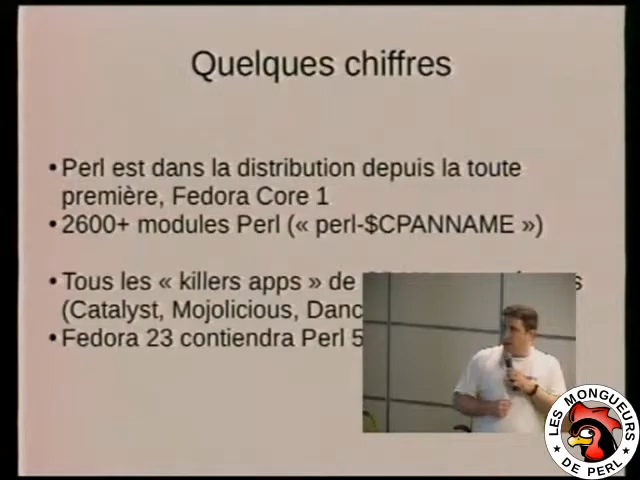 Quelques chiffres
• Perl est dans la distribution depuis la toute
première, Fedora Core 1
• 2600+ modules Perl (« perl-$CPANNAME »)
• Tous les « killers apps » de
(Catalyst, Mojolicious, Danc
• Fedora 23 contiendra Perl 5
LES MONGUEURS
DE PERL